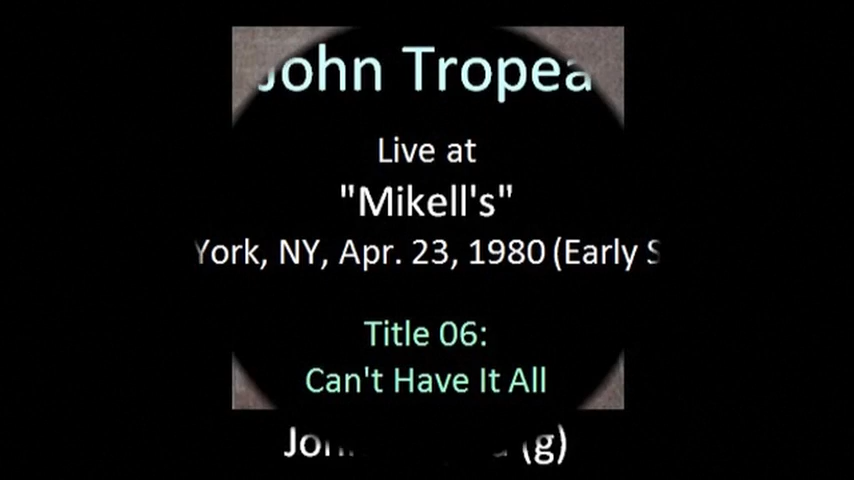 John Tropea
Live at
"Mikell's"
York, NY, Apr. 23, 1980 (Early S
Title 06:
Can't Have It All
(g)